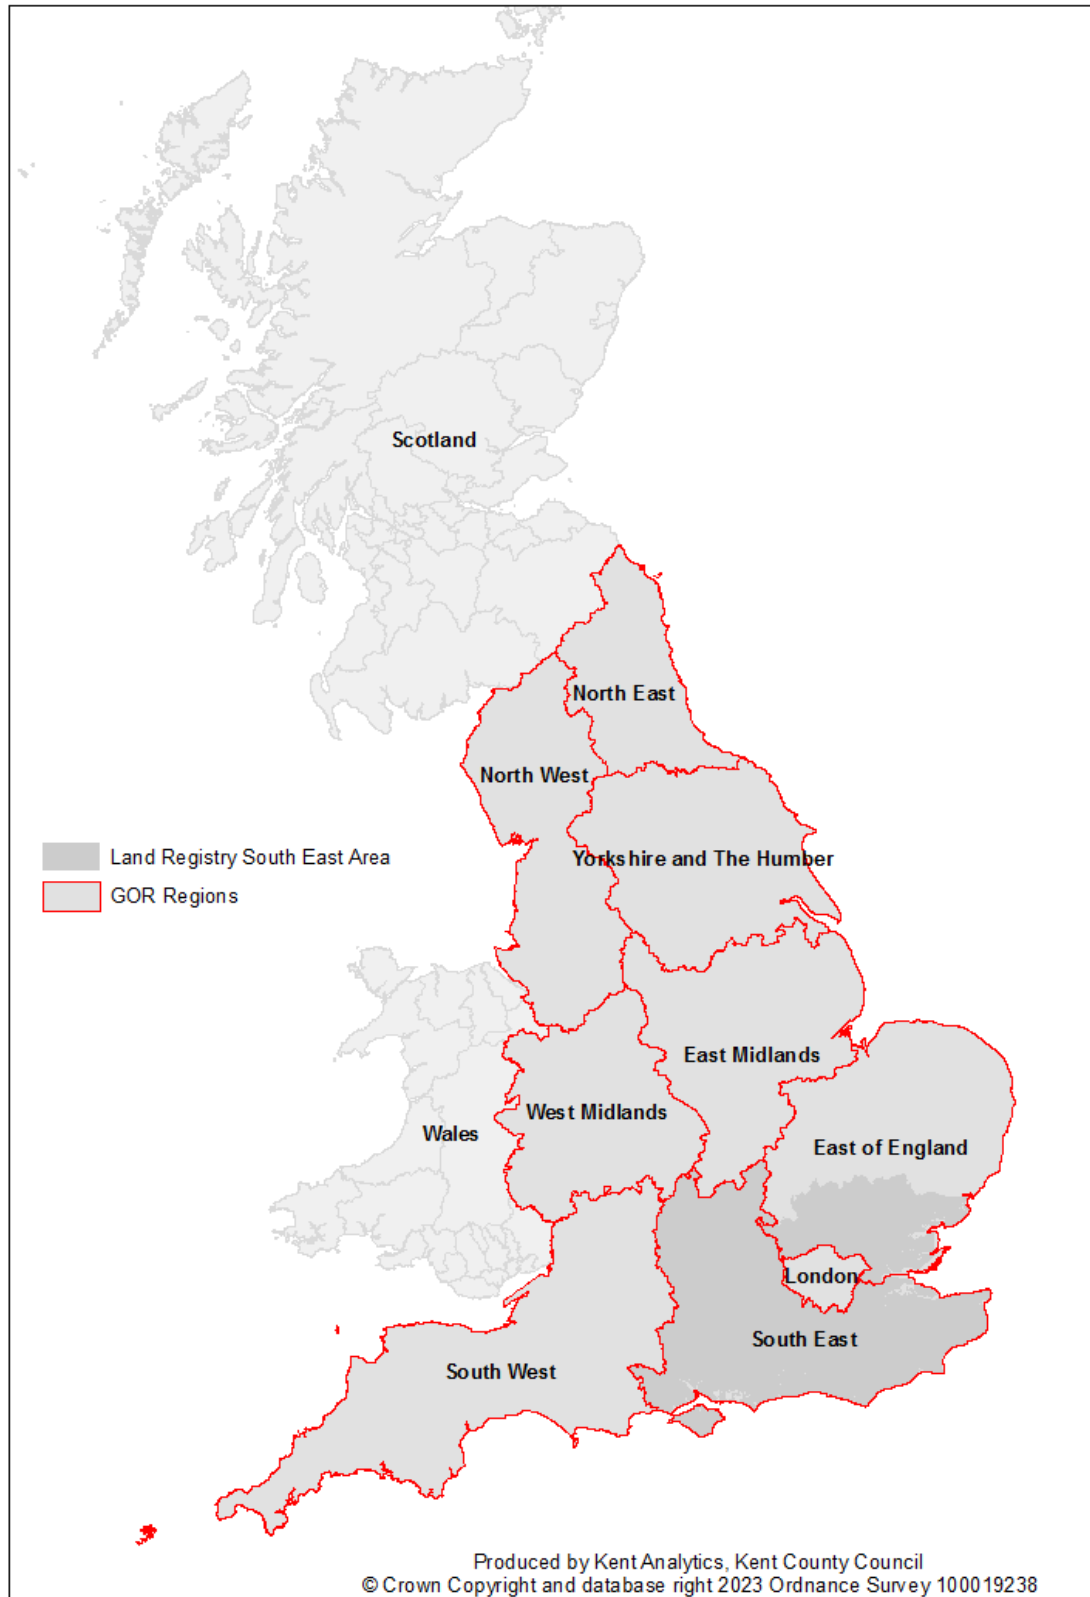 Scotland
North East
North West
Yorkshire and The Humber
Land Registry South East Area
GOR Regions
East Midlands
West Midlands
Wales
East of England
London
South East
South West
Produced by Kent Analytics, Kent County Council
© Crown Copyright and database right 2023 Ordnance Survey 100019238